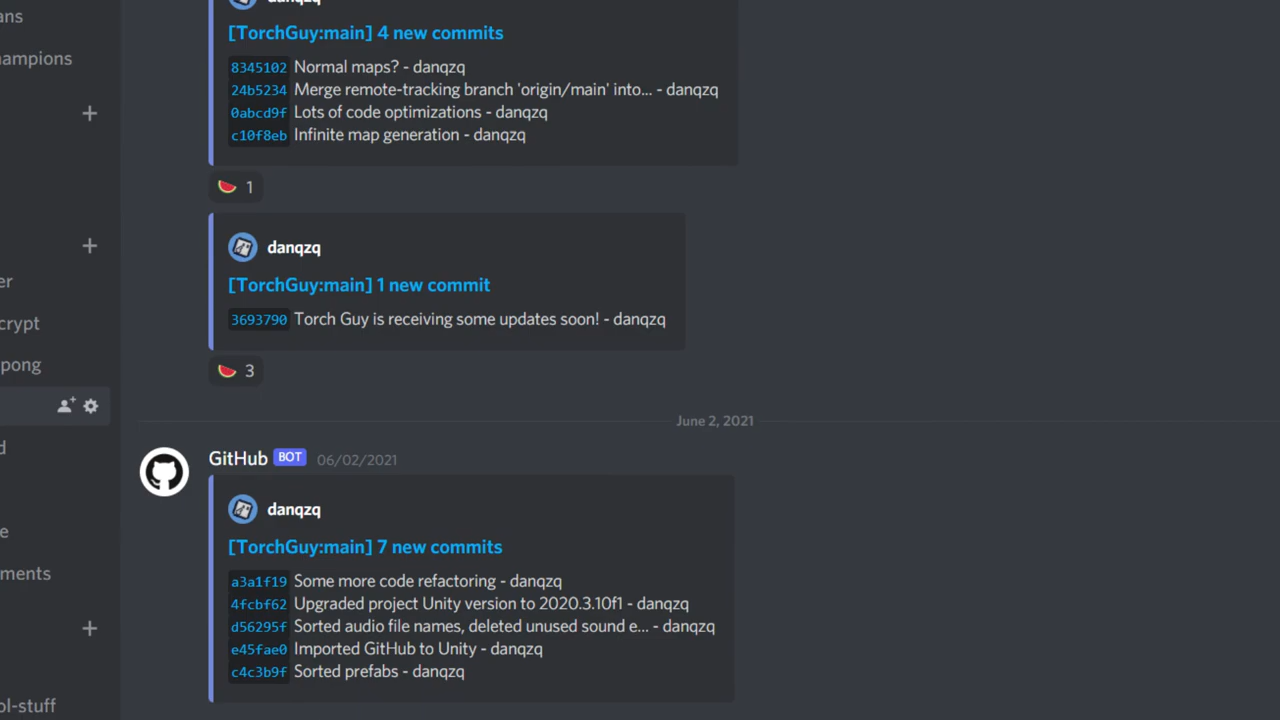 danqzq
[TorchGuy:main] 4 new commits
8345102 Normal maps? - danqzq
24b5234 Merge remote-tracking branch 'origin/main' into... - danqzq
0abcd9f Lots of code optimizations - danqzq
c10f8eb Infinite map generation - danqzq
1
danqzq
[TorchGuy:main] 1 new commit
3693790 Torch Guy is receiving some updates soon! - danqzq
3
June 2, 2021
GitHub BOT 06/02/2021
danqzq
[TorchGuy:main] 7 new commits
a3a1f19 Some more code refactoring - danqzq
4fcbf62 Upgraded project Unity version to 2020.3.10f1 - danqzq
d56295f Sorted audio file names, deleted unused sound e... - danqzq
e45fae0 Imported GitHub to Unity - danqzq
c4c3b9f Sorted prefabs - danqzq
ans
hampions
er
crypt
pong
d
e
ments
ol-stuff